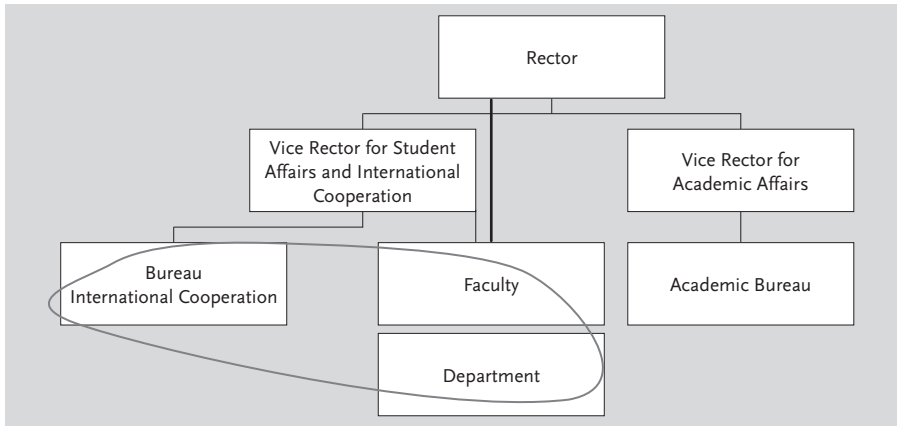 Rector
Vice Rector for Student
Affairs and International
Cooperation
Vice Rector for
Academic Affairs
Bureau
International Cooperation
Faculty
Academic Bureau
Department